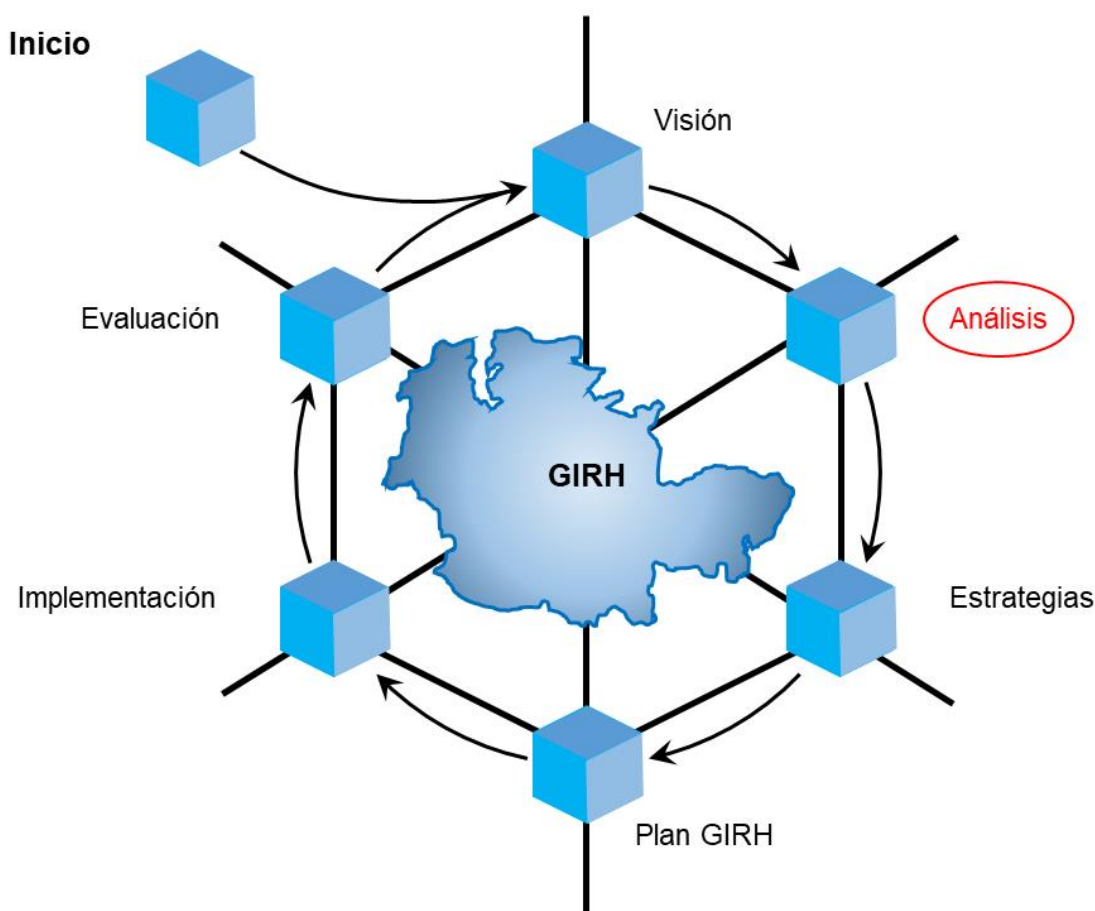 Inicio
Visión
Evaluación
Análisis
GIRH
Implementación
Estrategias
Plan GIRH